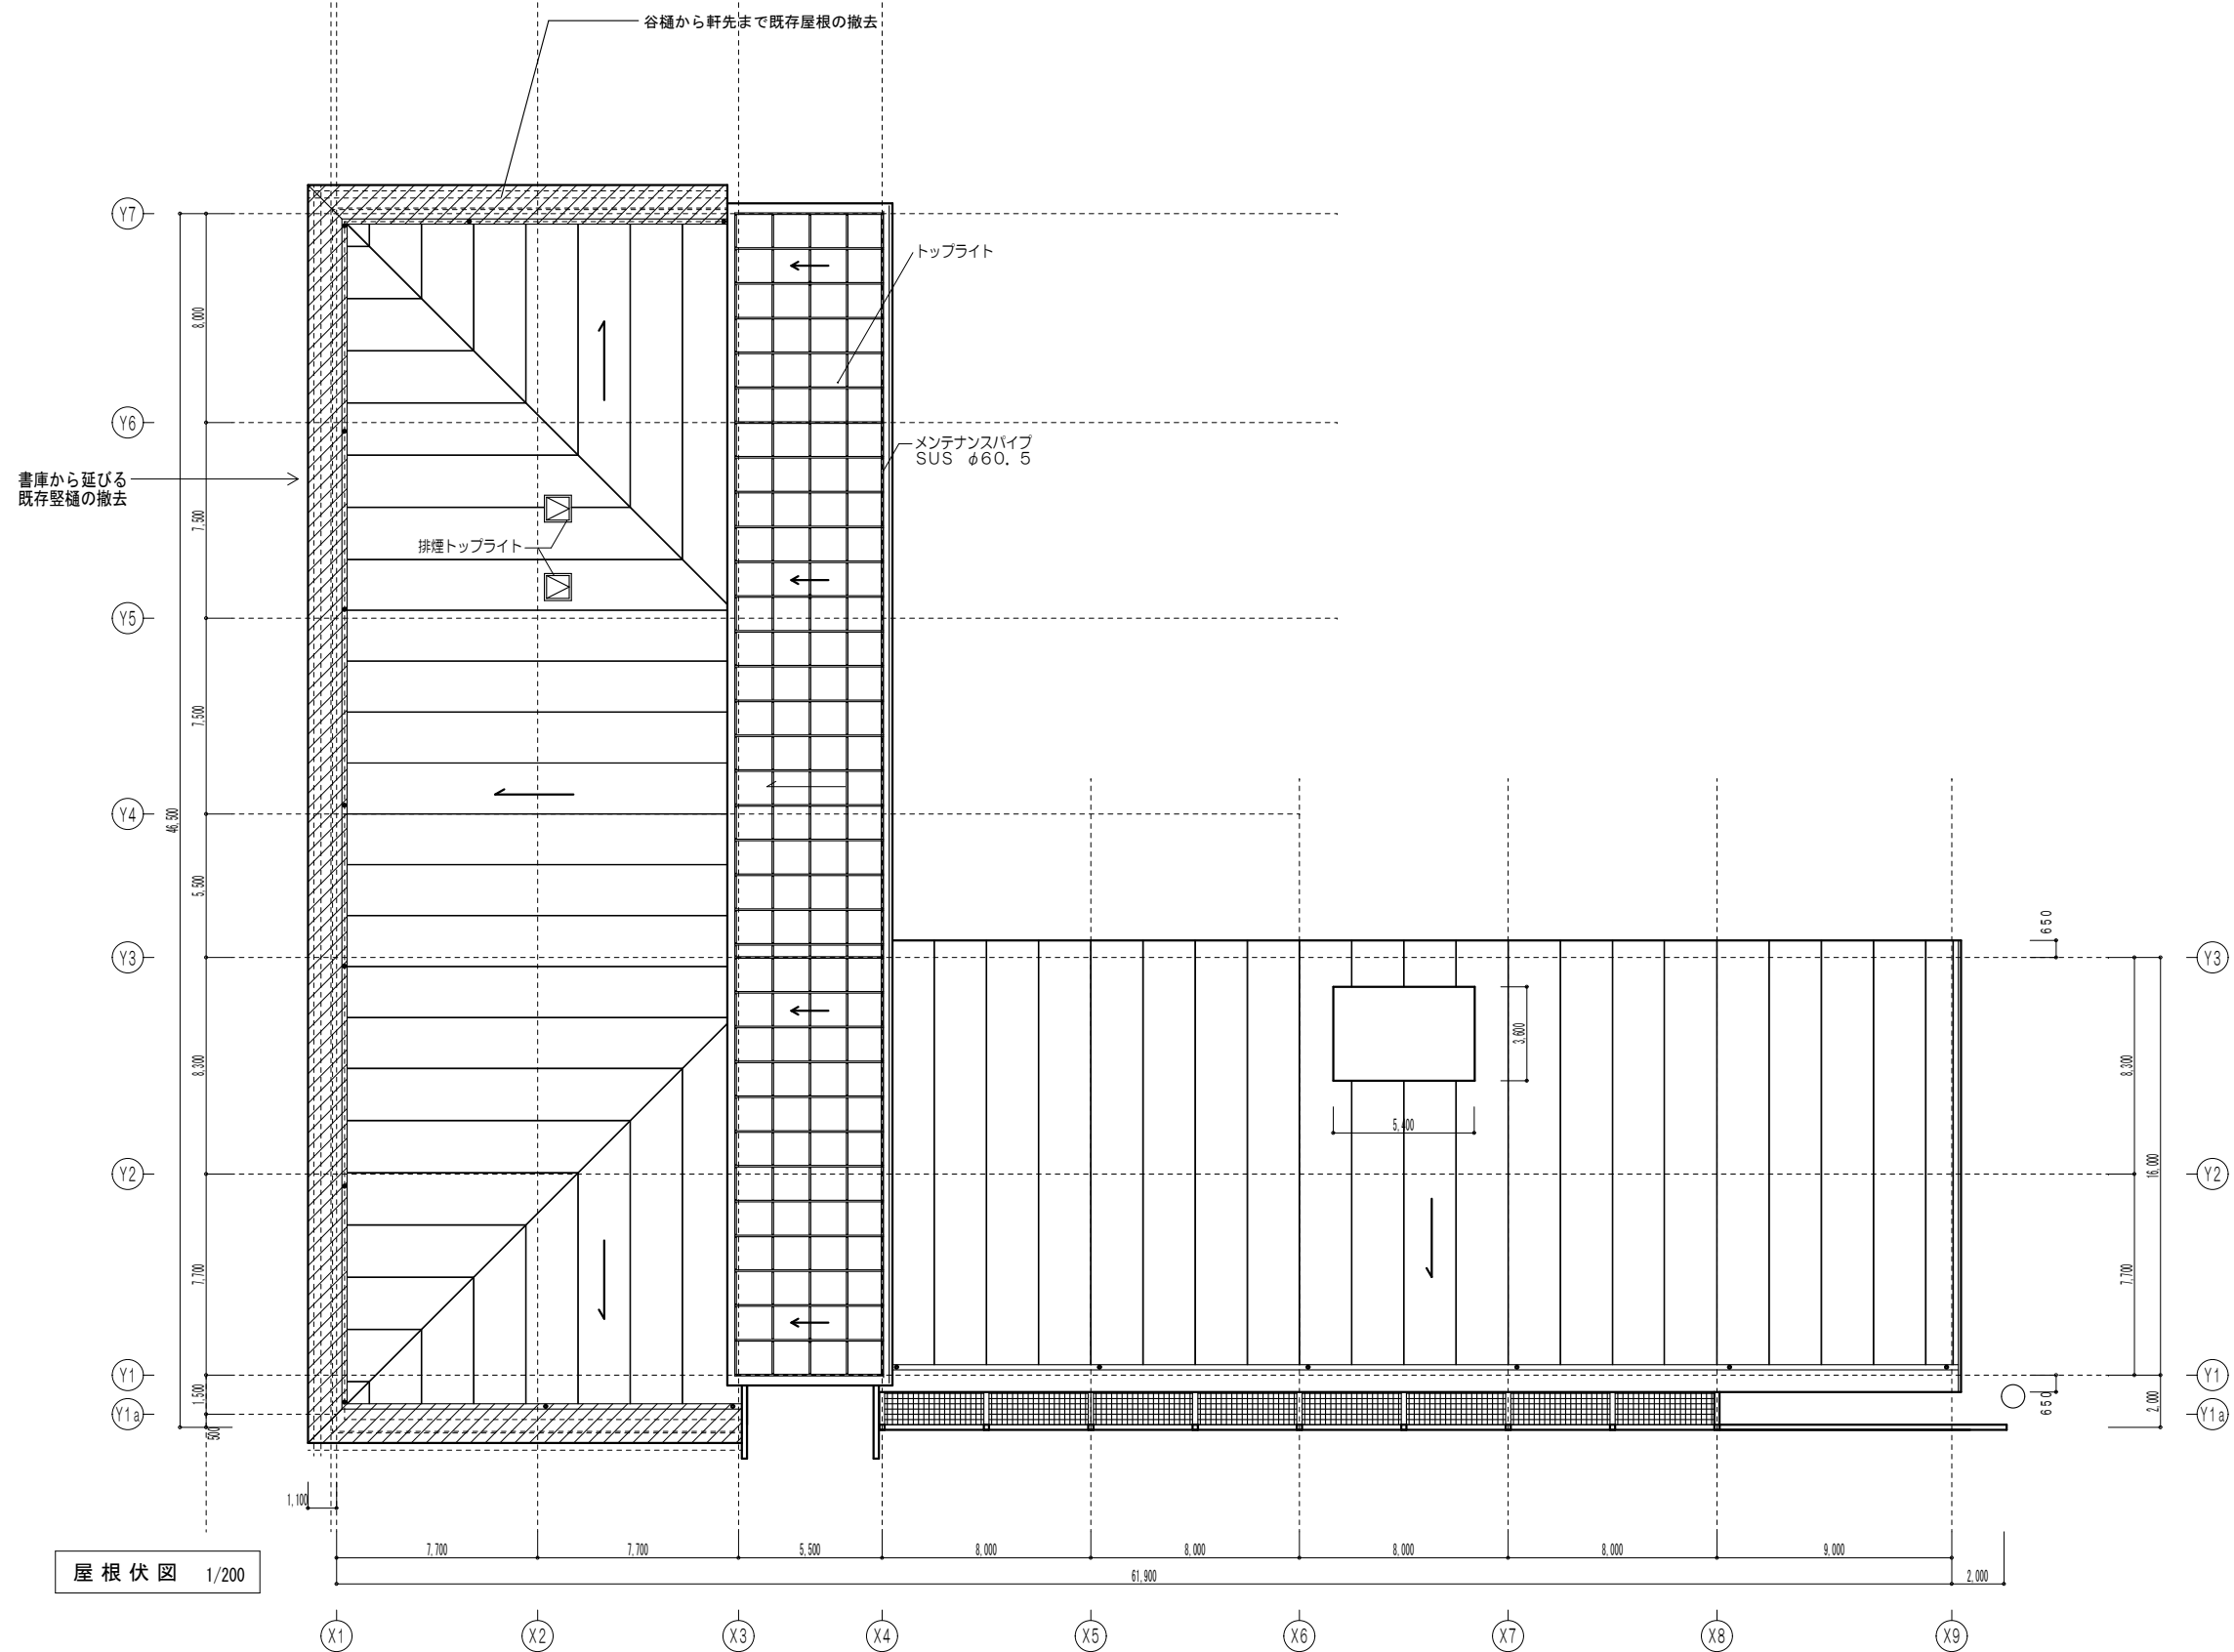 谷樋から軒先まで既存屋根の撤去
Y7
トップライト
8,000
Y6
メンテナンスパイプ
SUS φ60.5
書庫から延びる
既存竪樋の撤去
7,500
排煙トップライト
Y5
7,500
46,500
Y4
5,500
650
Y3
Y3
3,600
8,300
8,300
5,400
16,000
Y2
Y2
7,700
7,700
Y1
Y1
1,500
650
2,000
Y1a
Y1a
500
1,100
7,700
7,700
5,500
8,000
8,000
8,000
8,000
9,000
屋根伏図 1/200
61,900
2,000
X1
X2
X3
X4
X5
X6
X7
X8
X9